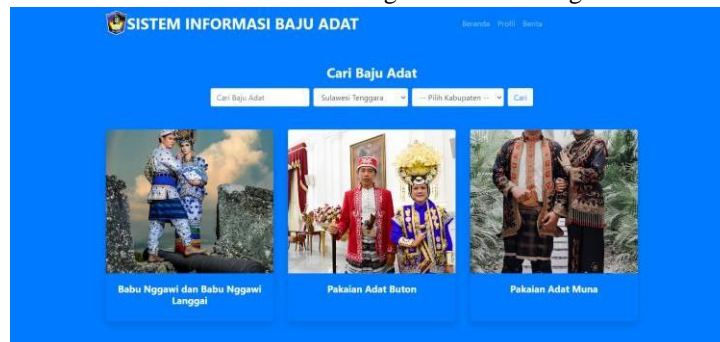 SISTEM INFORMASI BAJU ADAT
Beranda Profil Berita
Cari Baju Adat
Cari Baju Adat
Sulawesi Tenggara
-- Pilih Kabupaten --
Cari
Babu Nggawi dan Babu Nggawi
Langgai
Pakaian Adat Buton
Pakaian Adat Muna